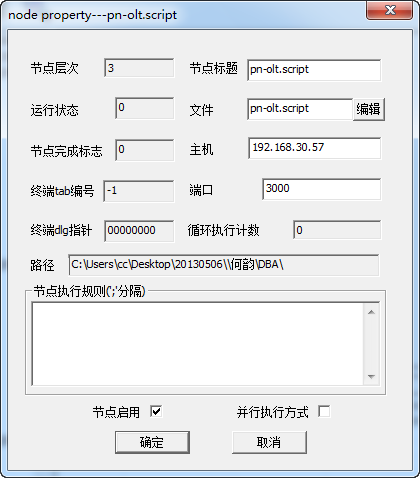 node property---pn-olt.script
节点层次 3 节点标题 pn-olt.script
运行状态 0 文件 pn-olt.script 编辑
节点完成标志 0 主机 192.168.30.57
终端tab编号 -1 端口 3000
终端dlg指针 00000000 循环执行计数 0
路径 C:\Users\cc\Desktop\20130506\\何韵\DBA\
节点执行规则(';'分隔)
节点启用 并行执行方式
确定 取消